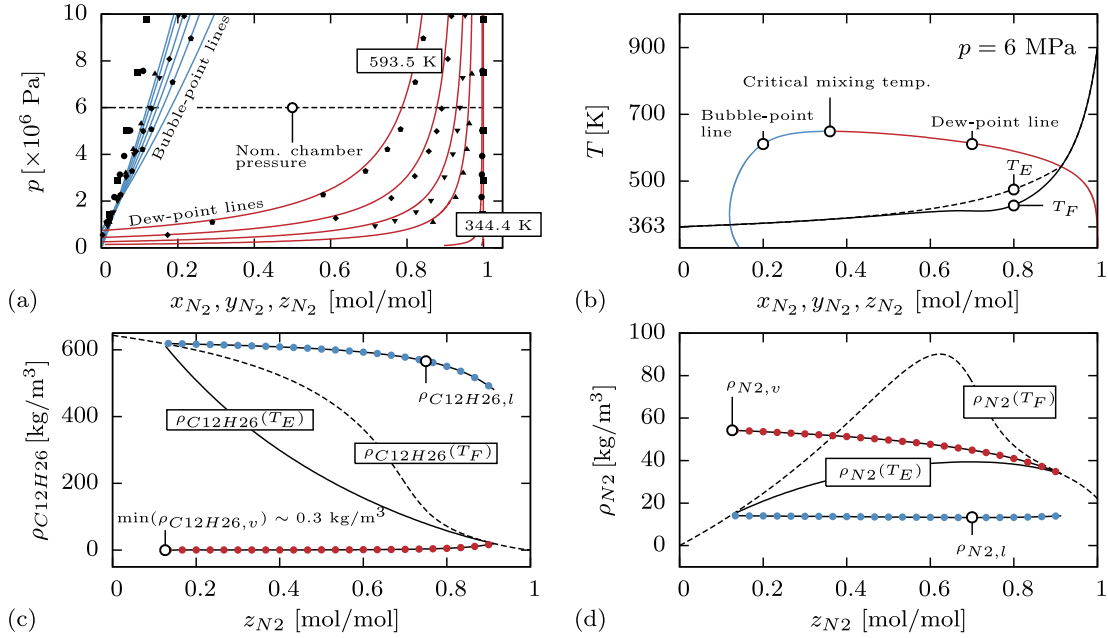 10
8
6
4
2
0
p [×10⁶ Pa]
Bubble-point lines
593.5 K
Nom. chamber
pressure
Dew-point lines
344.4 K
0 0.2 0.4 0.6 0.8 1
x_{N_2}, y_{N_2}, z_{N_2} [mol/mol]
(a)
900
700
500
363
T [K]
p = 6 MPa
Critical mixing temp.
Bubble-point
line
Dew-point line
T_E
T_F
0 0.2 0.4 0.6 0.8 1
x_{N_2}, y_{N_2}, z_{N_2} [mol/mol]
(b)
600
400
200
0
ρ_{C12H26} [kg/m³]
ρ_{C12H26,l}
ρ_{C12H26}(T_E)
ρ_{C12H26}(T_F)
min(ρ_{C12H26,v}) ∼ 0.3 kg/m³
0 0.2 0.4 0.6 0.8 1
z_{N2} [mol/mol]
(c)
100
80
60
40
20
0
ρ_{N2} [kg/m³]
ρ_{N2,v}
ρ_{N2}(T_F)
ρ_{N2}(T_E)
ρ_{N2,l}
0 0.2 0.4 0.6 0.8 1
z_{N2} [mol/mol]
(d)